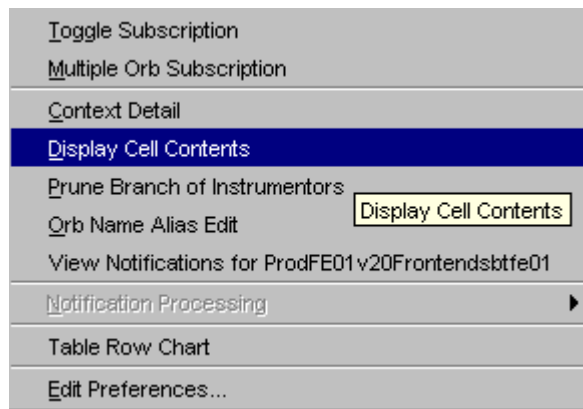 Toggle Subscription
Multiple Orb Subscription
Context Detail
Display Cell Contents
Prune Branch of Instrumentors
Display Cell Contents
Orb Name Alias Edit
View Notifications for ProdFE01v20Frontendsbtfe01
Notification Processing
Table Row Chart
Edit Preferences...